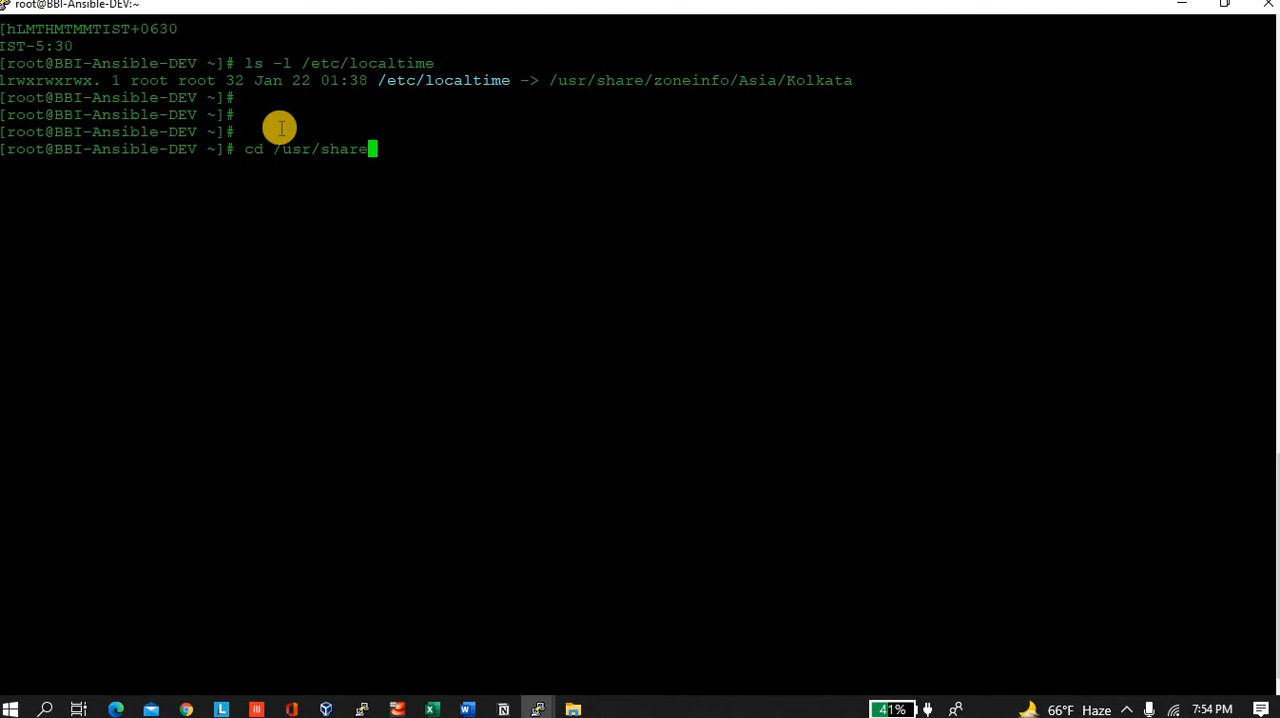 root@BBI-Ansible-DEV:~
[hLMTHMTMMTIST+0630
IST-5:30
[root@BBI-Ansible-DEV ~]# ls -l /etc/localtime
lrwxrwxrwx. 1 root root 32 Jan 22 01:38 /etc/localtime -> /usr/share/zoneinfo/Asia/Kolkata
[root@BBI-Ansible-DEV ~]#
[root@BBI-Ansible-DEV ~]#
[root@BBI-Ansible-DEV ~]#
[root@BBI-Ansible-DEV ~]# cd /usr/share
41% 66°F Haze 7:54 PM